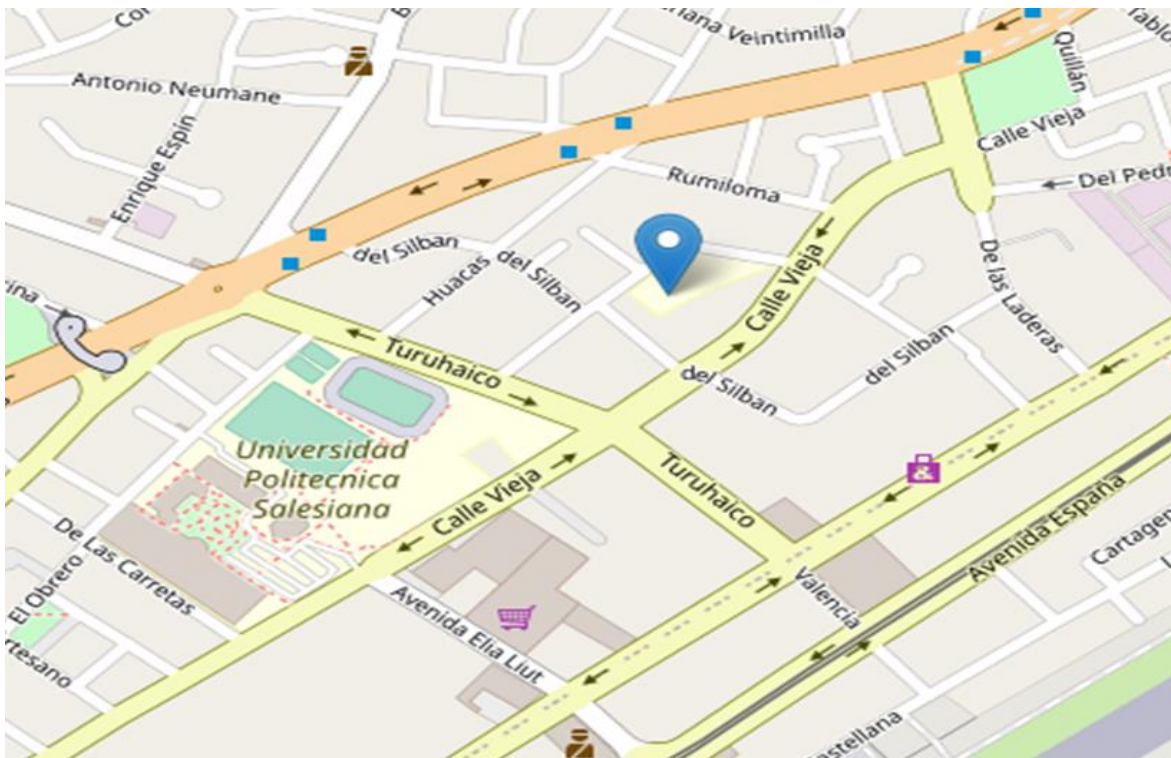 Veintimilla
Quillán
Antonio Neumane
Calle Vieja
Enrique Espin
Rumiloma
Del Pedr
del Silban
Huacas
del Silban
Calle Vieja
De las Laderas
Turuhaico
del Silban
del Silban
Universidad
Politecnica
Salesiana
Calle Vieja
Turuhaico
Avenida España
De Las Carretas
El Obrero
Valencia
Cartagen
Avenida Elia Liut
rtesano
astellana